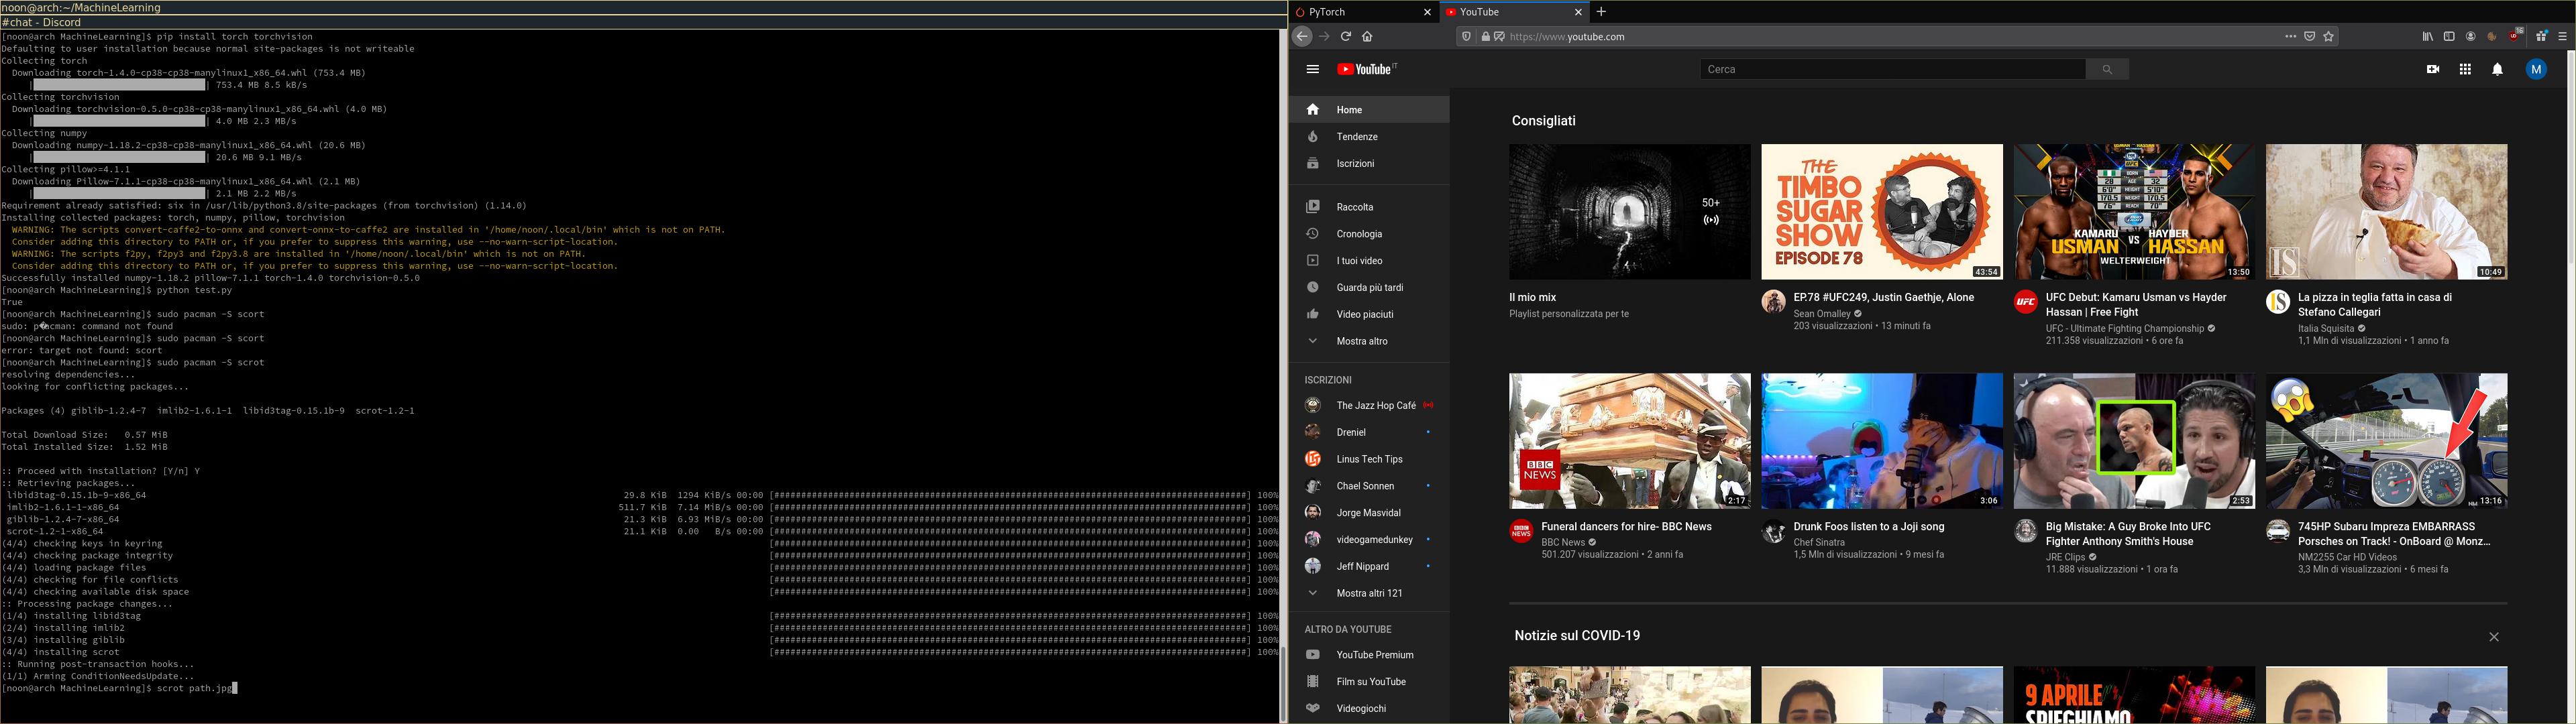 noon@arch:~/MachineLearning
#chat - Discord
[noon@arch MachineLearning]$ pip install torch torchvision
Defaulting to user installation because normal site-packages is not writeable
Collecting torch
Downloading torch-1.4.0-cp38-cp38-manylinux1_x86_64.whl (753.4 MB)
| | 753.4 MB 8.5 kB/s
Collecting torchvision
Downloading torchvision-0.5.0-cp38-cp38-manylinux1_x86_64.whl (4.0 MB)
| | 4.0 MB 2.3 MB/s
Collecting numpy
Downloading numpy-1.18.2-cp38-cp38-manylinux1_x86_64.whl (20.6 MB)
| | 20.6 MB 9.1 MB/s
Collecting pillow>=4.1.1
Downloading Pillow-7.1.1-cp38-cp38-manylinux1_x86_64.whl (2.1 MB)
| | 2.1 MB 2.2 MB/s
Requirement already satisfied: six in /usr/lib/python3.8/site-packages (from torchvision) (1.14.0)
Installing collected packages: torch, numpy, pillow, torchvision
WARNING: The scripts convert-caffe2-to-onnx and convert-onnx-to-caffe2 are installed in '/home/noon/.local/bin' which is not on PATH.
Consider adding this directory to PATH or, if you prefer to suppress this warning, use --no-warn-script-location.
WARNING: The scripts f2py, f2py3 and f2py3.8 are installed in '/home/noon/.local/bin' which is not on PATH.
Consider adding this directory to PATH or, if you prefer to suppress this warning, use --no-warn-script-location.
Successfully installed numpy-1.18.2 pillow-7.1.1 torch-1.4.0 torchvision-0.5.0
[noon@arch MachineLearning]$ python test.py
True
[noon@arch MachineLearning]$ sudo pacman -S scort
sudo: p�acman: command not found
[noon@arch MachineLearning]$ sudo pacman -S scort
error: target not found: scort
[noon@arch MachineLearning]$ sudo pacman -S scrot
resolving dependencies...
looking for conflicting packages...
Packages (4) giblib-1.2.4-7 imlib2-1.6.1-1 libid3tag-0.15.1b-9 scrot-1.2-1
Total Download Size: 0.57 MiB
Total Installed Size: 1.52 MiB
:: Proceed with installation? [Y/n] Y
:: Retrieving packages...
libid3tag-0.15.1b-9-x86_64 29.8 KiB 1294 KiB/s 00:00 100%
imlib2-1.6.1-1-x86_64 511.7 KiB 7.14 MiB/s 00:00 100%
giblib-1.2.4-7-x86_64 21.3 KiB 6.93 MiB/s 00:00 100%
scrot-1.2-1-x86_64 21.1 KiB 0.00 B/s 00:00 100%
(4/4) checking keys in keyring 100%
(4/4) checking package integrity 100%
(4/4) loading package files 100%
(4/4) checking for file conflicts 100%
(4/4) checking available disk space 100%
:: Processing package changes...
(1/4) installing libid3tag 100%
(2/4) installing imlib2 100%
(3/4) installing giblib 100%
(4/4) installing scrot 100%
:: Running post-transaction hooks...
(1/1) Arming ConditionNeedsUpdate...
[noon@arch MachineLearning]$ scrot path.jpg
PyTorch
YouTube
https://www.youtube.com
16
YouTube IT
Cerca
M
Home
Tendenze
Iscrizioni
Raccolta
Cronologia
I tuoi video
Guarda più tardi
Video piaciuti
Mostra altro
ISCRIZIONI
The Jazz Hop Café
Dreniel
Linus Tech Tips
Chael Sonnen
Jorge Masvidal
videogamedunkey
Jeff Nippard
Mostra altri 121
ALTRO DA YOUTUBE
YouTube Premium
Film su YouTube
Videogiochi
Consigliati
50+
Il mio mix
Playlist personalizzata per te
THE
TIMBO
SUGAR
SHOW
EPISODE 78
43:54
EP.78 #UFC249, Justin Gaethje, Alone
Sean Omalley
203 visualizzazioni • 13 minuti fa
28 AGE 32
6'0" HEIGHT 5'10"
170.5 WEIGHT 170.5
76" REACH
KAMARU
USMAN
VS
HAYDER
HASSAN
WELTERWEIGHT
13:50
UFC
UFC Debut: Kamaru Usman vs Hayder
Hassan | Free Fight
UFC - Ultimate Fighting Championship
211.358 visualizzazioni • 6 ore fa
IS
10:49
La pizza in teglia fatta in casa di
Stefano Callegari
Italia Squisita
1,1 Mln di visualizzazioni • 1 anno fa
BBC
NEWS
2:17
Funeral dancers for hire- BBC News
BBC News
501.207 visualizzazioni • 2 anni fa
3:06
Drunk Foos listen to a Joji song
Chef Sinatra
1,5 Mln di visualizzazioni • 9 mesi fa
2:53
Big Mistake: A Guy Broke Into UFC
Fighter Anthony Smith's House
JRE Clips
11.888 visualizzazioni • 1 ora fa
13:16
745HP Subaru Impreza EMBARRASS
Porsches on Track! - OnBoard @ Monz...
NM2255 Car HD Videos
3,3 Mln di visualizzazioni • 6 mesi fa
Notizie sul COVID-19
9 APRILE
SPIEGHIAMO